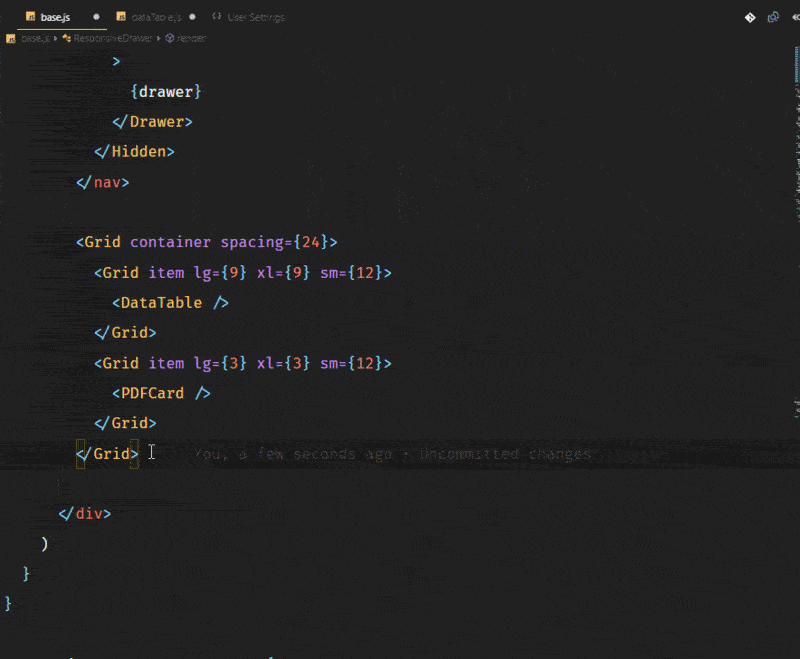 base.js dataTable.js User Settings
base.js ResponsiveDrawer render
>
{drawer}
</Drawer>
</Hidden>
</nav>
<Grid container spacing={24}>
<Grid item lg={9} xl={9} sm={12}>
<DataTable />
</Grid>
<Grid item lg={3} xl={3} sm={12}>
<PDFCard />
</Grid>
</Grid> You, a few seconds ago • Uncommitted changes
</div>
)
}
}